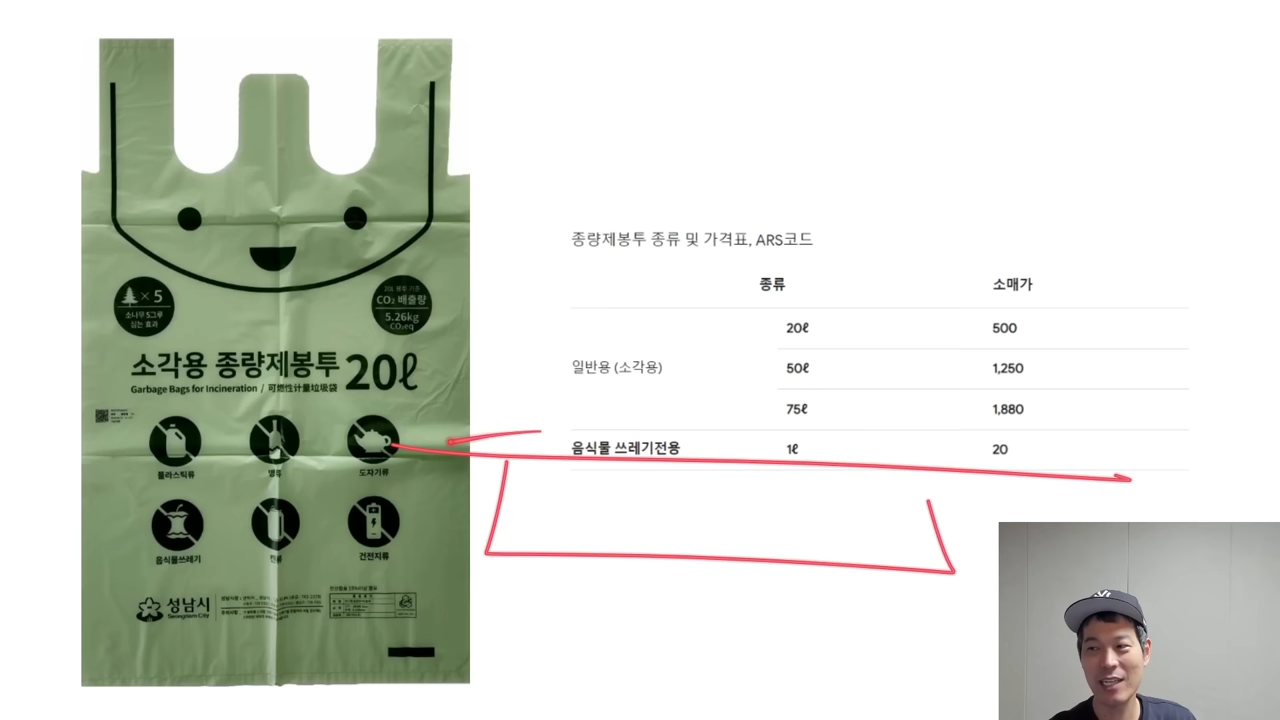 × 5
소나무 5그루
심는 효과
20L 봉투 기준
CO₂ 배출량
5.26kg
CO₂eq
소각용 종량제봉투 20ℓ
Garbage Bags for Incineration / 可燃性计量垃圾袋
플라스틱류
병류
도자기류
음식물쓰레기
캔류
건전지류
성남시
Seongnam City
종량제봉투 종류 및 가격표, ARS코드
종류 소매가
일반용 (소각용)
20ℓ 500
50ℓ 1,250
75ℓ 1,880
음식물 쓰레기전용 1ℓ 20